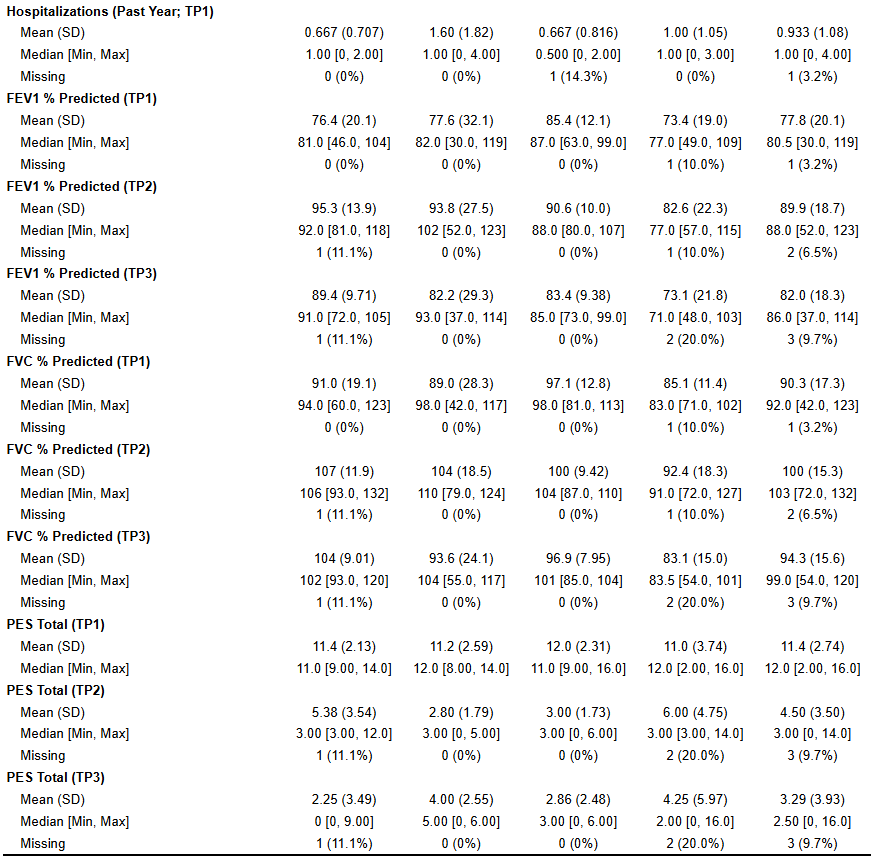 Hospitalizations (Past Year; TP1)
Mean (SD) 0.667 (0.707) 1.60 (1.82) 0.667 (0.816) 1.00 (1.05) 0.933 (1.08)
Median [Min, Max] 1.00 [0, 2.00] 1.00 [0, 4.00] 0.500 [0, 2.00] 1.00 [0, 3.00] 1.00 [0, 4.00]
Missing 0 (0%) 0 (0%) 1 (14.3%) 0 (0%) 1 (3.2%)
FEV1 % Predicted (TP1)
Mean (SD) 76.4 (20.1) 77.6 (32.1) 85.4 (12.1) 73.4 (19.0) 77.8 (20.1)
Median [Min, Max] 81.0 [46.0, 104] 82.0 [30.0, 119] 87.0 [63.0, 99.0] 77.0 [49.0, 109] 80.5 [30.0, 119]
Missing 0 (0%) 0 (0%) 0 (0%) 1 (10.0%) 1 (3.2%)
FEV1 % Predicted (TP2)
Mean (SD) 95.3 (13.9) 93.8 (27.5) 90.6 (10.0) 82.6 (22.3) 89.9 (18.7)
Median [Min, Max] 92.0 [81.0, 118] 102 [52.0, 123] 88.0 [80.0, 107] 77.0 [57.0, 115] 88.0 [52.0, 123]
Missing 1 (11.1%) 0 (0%) 0 (0%) 1 (10.0%) 2 (6.5%)
FEV1 % Predicted (TP3)
Mean (SD) 89.4 (9.71) 82.2 (29.3) 83.4 (9.38) 73.1 (21.8) 82.0 (18.3)
Median [Min, Max] 91.0 [72.0, 105] 93.0 [37.0, 114] 85.0 [73.0, 99.0] 71.0 [48.0, 103] 86.0 [37.0, 114]
Missing 1 (11.1%) 0 (0%) 0 (0%) 2 (20.0%) 3 (9.7%)
FVC % Predicted (TP1)
Mean (SD) 91.0 (19.1) 89.0 (28.3) 97.1 (12.8) 85.1 (11.4) 90.3 (17.3)
Median [Min, Max] 94.0 [60.0, 123] 98.0 [42.0, 117] 98.0 [81.0, 113] 83.0 [71.0, 102] 92.0 [42.0, 123]
Missing 0 (0%) 0 (0%) 0 (0%) 1 (10.0%) 1 (3.2%)
FVC % Predicted (TP2)
Mean (SD) 107 (11.9) 104 (18.5) 100 (9.42) 92.4 (18.3) 100 (15.3)
Median [Min, Max] 106 [93.0, 132] 110 [79.0, 124] 104 [87.0, 110] 91.0 [72.0, 127] 103 [72.0, 132]
Missing 1 (11.1%) 0 (0%) 0 (0%) 1 (10.0%) 2 (6.5%)
FVC % Predicted (TP3)
Mean (SD) 104 (9.01) 93.6 (24.1) 96.9 (7.95) 83.1 (15.0) 94.3 (15.6)
Median [Min, Max] 102 [93.0, 120] 104 [55.0, 117] 101 [85.0, 104] 83.5 [54.0, 101] 99.0 [54.0, 120]
Missing 1 (11.1%) 0 (0%) 0 (0%) 2 (20.0%) 3 (9.7%)
PES Total (TP1)
Mean (SD) 11.4 (2.13) 11.2 (2.59) 12.0 (2.31) 11.0 (3.74) 11.4 (2.74)
Median [Min, Max] 11.0 [9.00, 14.0] 12.0 [8.00, 14.0] 11.0 [9.00, 16.0] 12.0 [2.00, 16.0] 12.0 [2.00, 16.0]
PES Total (TP2)
Mean (SD) 5.38 (3.54) 2.80 (1.79) 3.00 (1.73) 6.00 (4.75) 4.50 (3.50)
Median [Min, Max] 3.00 [3.00, 12.0] 3.00 [0, 5.00] 3.00 [0, 6.00] 3.00 [3.00, 14.0] 3.00 [0, 14.0]
Missing 1 (11.1%) 0 (0%) 0 (0%) 2 (20.0%) 3 (9.7%)
PES Total (TP3)
Mean (SD) 2.25 (3.49) 4.00 (2.55) 2.86 (2.48) 4.25 (5.97) 3.29 (3.93)
Median [Min, Max] 0 [0, 9.00] 5.00 [0, 6.00] 3.00 [0, 6.00] 2.00 [0, 16.0] 2.50 [0, 16.0]
Missing 1 (11.1%) 0 (0%) 0 (0%) 2 (20.0%) 3 (9.7%)